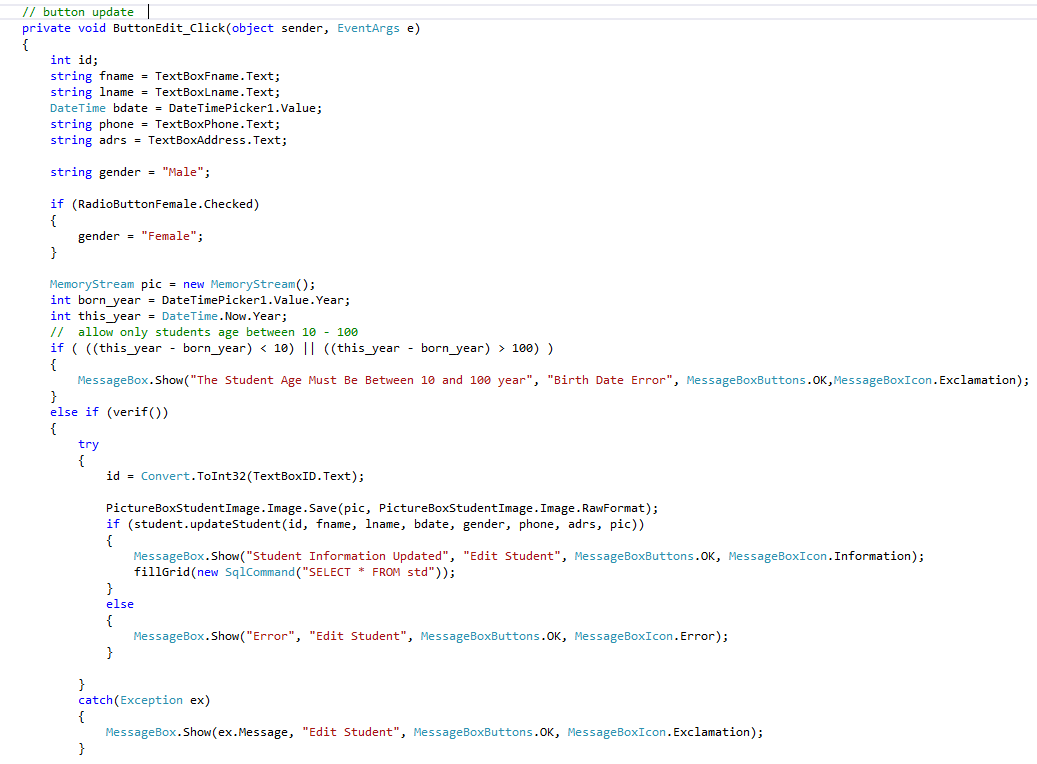 // button update
private void ButtonEdit_Click(object sender, EventArgs e)
{
    int id;
    string fname = TextBoxFname.Text;
    string lname = TextBoxLname.Text;
    DateTime bdate = DateTimePicker1.Value;
    string phone = TextBoxPhone.Text;
    string adrs = TextBoxAddress.Text;

    string gender = "Male";

    if (RadioButtonFemale.Checked)
    {
        gender = "Female";
    }

    MemoryStream pic = new MemoryStream();
    int born_year = DateTimePicker1.Value.Year;
    int this_year = DateTime.Now.Year;
    //  allow only students age between 10 - 100
    if ( ((this_year - born_year) < 10) || ((this_year - born_year) > 100) )
    {
        MessageBox.Show("The Student Age Must Be Between 10 and 100 year", "Birth Date Error", MessageBoxButtons.OK,MessageBoxIcon.Exclamation);
    }
    else if (verif())
    {
        try
        {
            id = Convert.ToInt32(TextBoxID.Text);

            PictureBoxStudentImage.Image.Save(pic, PictureBoxStudentImage.Image.RawFormat);
            if (student.updateStudent(id, fname, lname, bdate, gender, phone, adrs, pic))
            {
                MessageBox.Show("Student Information Updated", "Edit Student", MessageBoxButtons.OK, MessageBoxIcon.Information);
                fillGrid(new SqlCommand("SELECT * FROM std"));
            }
            else
            {
                MessageBox.Show("Error", "Edit Student", MessageBoxButtons.OK, MessageBoxIcon.Error);
            }

        }
        catch(Exception ex)
        {
            MessageBox.Show(ex.Message, "Edit Student", MessageBoxButtons.OK, MessageBoxIcon.Exclamation);
        }